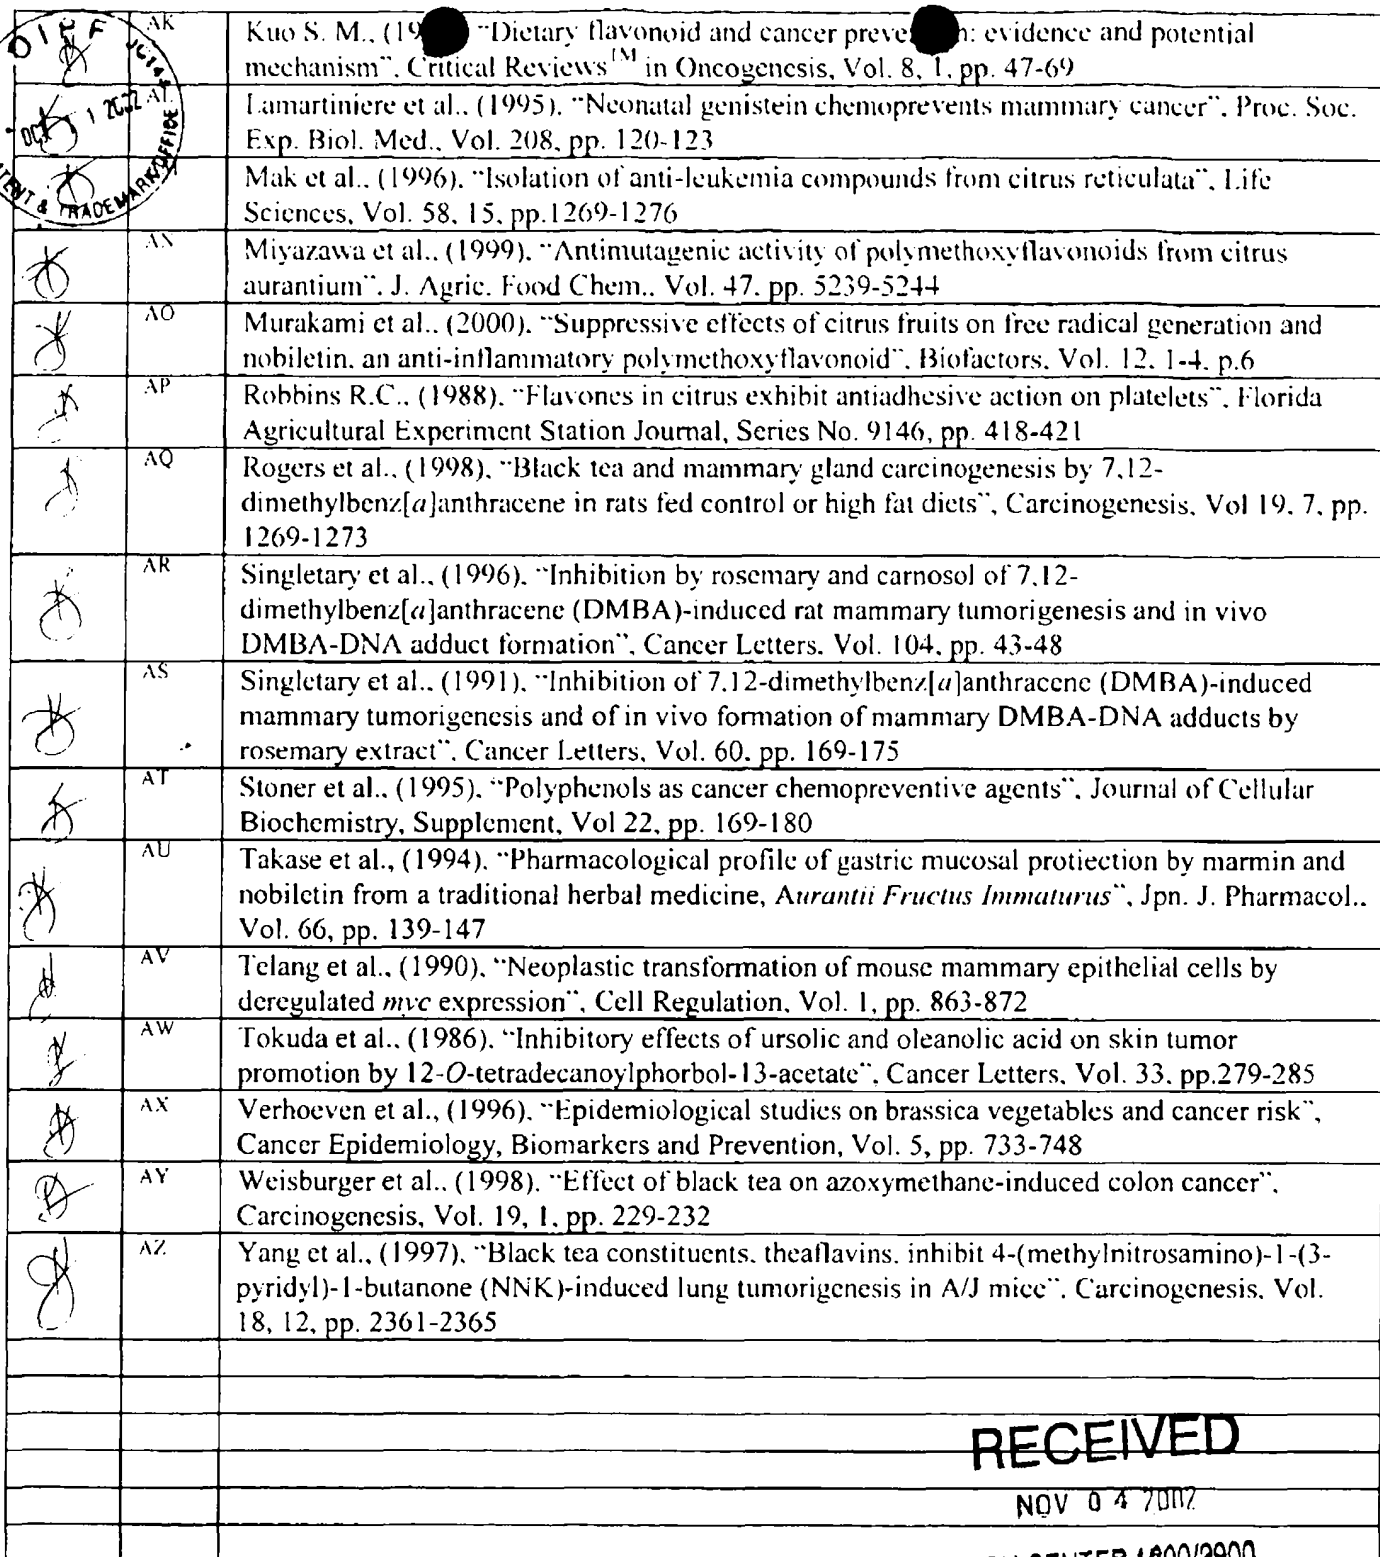 AK
Kuo S. M., (19 "Dietary flavonoid and cancer preve n: evidence and potential
mechanism", Critical Reviews™ in Oncogenesis, Vol. 8, 1, pp. 47-69
AL
Lamartiniere et al., (1995), "Neonatal genistein chemoprevents mammary cancer", Proc. Soc.
Exp. Biol. Med., Vol. 208, pp. 120-123
Mak et al., (1996), "Isolation of anti-leukemia compounds from citrus reticulata", Life
Sciences, Vol. 58, 15, pp.1269-1276
AN
Miyazawa et al., (1999), "Antimutagenic activity of polymethoxyflavonoids from citrus
aurantium", J. Agric. Food Chem., Vol. 47, pp. 5239-5244
AO
Murakami et al., (2000), "Suppressive effects of citrus fruits on free radical generation and
nobiletin, an anti-inflammatory polymethoxyflavonoid", Biofactors, Vol. 12, 1-4, p.6
AP
Robbins R.C., (1988), "Flavones in citrus exhibit antiadhesive action on platelets", Florida
Agricultural Experiment Station Journal, Series No. 9146, pp. 418-421
AQ
Rogers et al., (1998), "Black tea and mammary gland carcinogenesis by 7,12-
dimethylbenz[a]anthracene in rats fed control or high fat diets", Carcinogenesis, Vol 19, 7, pp.
1269-1273
AR
Singletary et al., (1996), "Inhibition by rosemary and carnosol of 7,12-
dimethylbenz[a]anthracene (DMBA)-induced rat mammary tumorigenesis and in vivo
DMBA-DNA adduct formation", Cancer Letters, Vol. 104, pp. 43-48
AS
Singletary et al., (1991), "Inhibition of 7,12-dimethylbenz[a]anthracene (DMBA)-induced
mammary tumorigenesis and of in vivo formation of mammary DMBA-DNA adducts by
rosemary extract", Cancer Letters, Vol. 60, pp. 169-175
AT
Stoner et al., (1995), "Polyphenols as cancer chemopreventive agents", Journal of Cellular
Biochemistry, Supplement, Vol 22, pp. 169-180
AU
Takase et al., (1994), "Pharmacological profile of gastric mucosal protiection by marmin and
nobiletin from a traditional herbal medicine, Aurantii Fructus Immaturus", Jpn. J. Pharmacol.,
Vol. 66, pp. 139-147
AV
Telang et al., (1990), "Neoplastic transformation of mouse mammary epithelial cells by
deregulated myc expression", Cell Regulation, Vol. 1, pp. 863-872
AW
Tokuda et al., (1986), "Inhibitory effects of ursolic and oleanolic acid on skin tumor
promotion by 12-O-tetradecanoylphorbol-13-acetate", Cancer Letters, Vol. 33, pp.279-285
AX
Verhoeven et al., (1996), "Epidemiological studies on brassica vegetables and cancer risk",
Cancer Epidemiology, Biomarkers and Prevention, Vol. 5, pp. 733-748
AY
Weisburger et al., (1998), "Effect of black tea on azoxymethane-induced colon cancer",
Carcinogenesis, Vol. 19, 1, pp. 229-232
AZ
Yang et al., (1997), "Black tea constituents, theaflavins, inhibit 4-(methylnitrosamino)-1-(3-
pyridyl)-1-butanone (NNK)-induced lung tumorigenesis in A/J mice", Carcinogenesis, Vol.
18, 12, pp. 2361-2365
RECEIVED
NOV 04 2002
CENTER 1600/2900